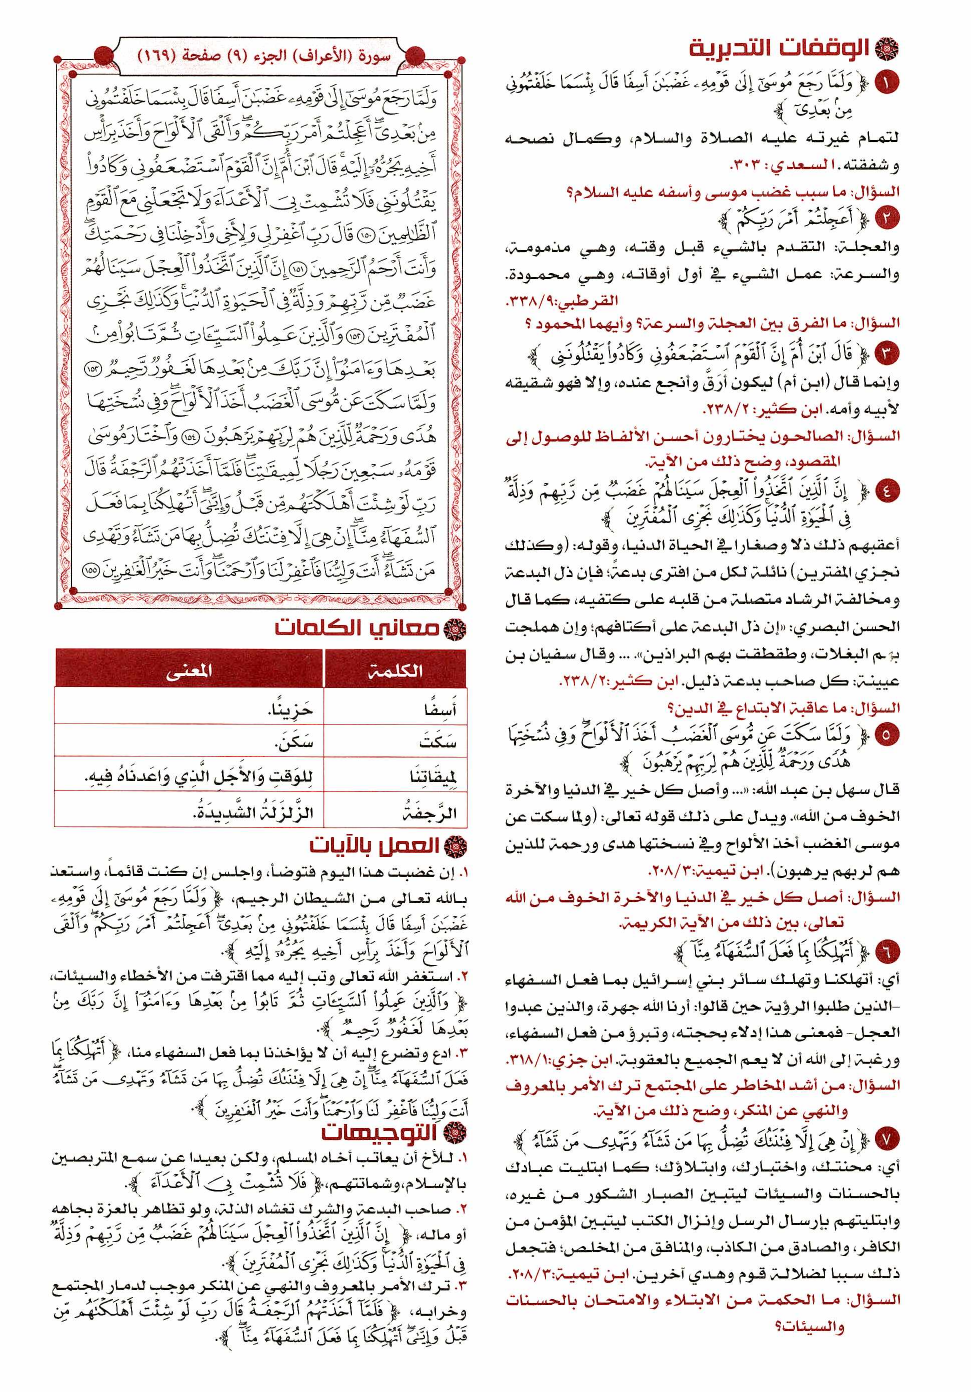 الوقفات التدبرية
١ ﴿ وَلَمَّا رَجَعَ مُوسَىٰٓ إِلَىٰ قَوْمِهِۦ غَضْبَٰنَ أَسِفًا قَالَ بِئْسَمَا خَلَفْتُمُونِى
مِنۢ بَعْدِىٓ ﴾
لتمام غيرته عليه الصلاة والسلام، وكمال نصحه
وشفقته. السعدي: ٣٠٣.
السؤال: ما سبب غضب موسى وأسفه عليه السلام؟
٢ ﴿ أَعَجِلْتُمْ أَمْرَ رَبِّكُمْ ﴾
والعجلة: التقدم بالشيء قبل وقته، وهي مذمومة،
والسرعة: عمل الشيء في أول أوقاته، وهي محمودة.
القرطبي:٣٣٨/٩.
السؤال: ما الفرق بين العجلة والسرعة؟ وأيهما المحمود ؟
٣ ﴿ قَالَ ٱبْنَ أُمَّ إِنَّ ٱلْقَوْمَ ٱسْتَضْعَفُونِى وَكَادُوا۟ يَقْتُلُونَنِى ﴾
وإنما قال (ابن أم) ليكون أرَقَّ وأنجع عنده، وإلا فهو شقيقه
لأبيه وأمه. ابن كثير: ٢٣٨/٢.
السؤال: الصالحون يختارون أحسن الألفاظ للوصول إلى
المقصود، وضح ذلك من الآية.
٤ ﴿ إِنَّ ٱلَّذِينَ ٱتَّخَذُوا۟ ٱلْعِجْلَ سَيَنَالُهُمْ غَضَبٌ مِّن رَّبِّهِمْ وَذِلَّةٌ
فِى ٱلْحَيَوٰةِ ٱلدُّنْيَا وَكَذَٰلِكَ نَجْزِى ٱلْمُفْتَرِينَ ﴾
أعقبهم ذلك ذلا وصغارا في الحياة الدنيا، وقوله: (وكذلك
نجزي المفترين) نائلة لكل من افترى بدعةً؛ فإن ذل البدعة
ومخالفة الرشاد متصلة من قلبه على كتفيه، كما قال
الحسن البصري: «إن ذل البدعة على أكتافهم؛ وإن هملجت
بهم البغلات، وطقطقت بهم البراذين». ... وقال سفيان بن
عيينة: كل صاحب بدعة ذليل. ابن كثير:٢٣٨/٢.
السؤال: ما عاقبة الابتداع في الدين؟
٥ ﴿ وَلَمَّا سَكَتَ عَن مُّوسَى ٱلْغَضَبُ أَخَذَ ٱلْأَلْوَاحَ وَفِى نُسْخَتِهَا
هُدًى وَرَحْمَةٌ لِّلَّذِينَ هُمْ لِرَبِّهِمْ يَرْهَبُونَ ﴾
قال سهل بن عبد الله: «... وأصل كل خير في الدنيا والآخرة
الخوف من الله». ويدل على ذلك قوله تعالى: (ولما سكت عن
موسى الغضب أخذ الألواح وفي نسختها هدى ورحمة للذين
هم لربهم يرهبون). ابن تيمية:٢٠٨/٣.
السؤال: أصل كل خير في الدنيا والآخرة الخوف من الله
تعالى، بين ذلك من الآية الكريمة.
٦ ﴿ أَتُهْلِكُنَا بِمَا فَعَلَ ٱلسُّفَهَآءُ مِنَّآ ﴾
أي: أتهلكنا وتهلك سائر بني إسرائيل بما فعل السفهاء
-الذين طلبوا الرؤية حين قالوا: أرنا الله جهرة، والذين عبدوا
العجل- فمعنى هذا إدلاء بحجته، وتبرؤ من فعل السفهاء،
ورغبة إلى الله أن لا يعم الجميع بالعقوبة. ابن جزي:٣١٨/١.
السؤال: من أشد المخاطر على المجتمع ترك الأمر بالمعروف
والنهي عن المنكر، وضح ذلك من الآية.
٧ ﴿ إِنْ هِىَ إِلَّا فِتْنَتُكَ تُضِلُّ بِهَا مَن تَشَآءُ وَتَهْدِى مَن تَشَآءُ ﴾
أي: محنتك، واختبارك، وابتلاؤك؛ كما ابتليت عبادك
بالحسنات والسيئات ليتبين الصبار الشكور من غيره،
وابتليتهم بإرسال الرسل وإنزال الكتب ليتبين المؤمن من
الكافر، والصادق من الكاذب، والمنافق من المخلص؛ فتجعل
ذلك سببا لضلالة قوم وهدي آخرين. ابن تيمية:٢٠٨/٣.
السؤال: ما الحكمة من الابتلاء والامتحان بالحسنات
والسيئات؟
سورة (الأعراف) الجزء (٩) صفحة (١٦٩)
وَلَمَّا رَجَعَ مُوسَىٰٓ إِلَىٰ قَوْمِهِۦ غَضْبَٰنَ أَسِفًا قَالَ بِئْسَمَا خَلَفْتُمُونِى
مِنۢ بَعْدِىٓ أَعَجِلْتُمْ أَمْرَ رَبِّكُمْ وَأَلْقَى ٱلْأَلْوَاحَ وَأَخَذَ بِرَأْسِ
أَخِيهِ يَجُرُّهُۥٓ إِلَيْهِ قَالَ ٱبْنَ أُمَّ إِنَّ ٱلْقَوْمَ ٱسْتَضْعَفُونِى وَكَادُوا۟
يَقْتُلُونَنِى فَلَا تُشْمِتْ بِىَ ٱلْأَعْدَآءَ وَلَا تَجْعَلْنِى مَعَ ٱلْقَوْمِ
ٱلظَّٰلِمِينَ ١٥٠ قَالَ رَبِّ ٱغْفِرْ لِى وَلِأَخِى وَأَدْخِلْنَا فِى رَحْمَتِكَ
وَأَنتَ أَرْحَمُ ٱلرَّٰحِمِينَ ١٥١ إِنَّ ٱلَّذِينَ ٱتَّخَذُوا۟ ٱلْعِجْلَ سَيَنَالُهُمْ
غَضَبٌ مِّن رَّبِّهِمْ وَذِلَّةٌ فِى ٱلْحَيَوٰةِ ٱلدُّنْيَا وَكَذَٰلِكَ نَجْزِى
ٱلْمُفْتَرِينَ ١٥٢ وَٱلَّذِينَ عَمِلُوا۟ ٱلسَّيِّـَٔاتِ ثُمَّ تَابُوا۟ مِنۢ
بَعْدِهَا وَءَامَنُوٓا۟ إِنَّ رَبَّكَ مِنۢ بَعْدِهَا لَغَفُورٌ رَّحِيمٌ ١٥٣
وَلَمَّا سَكَتَ عَن مُّوسَى ٱلْغَضَبُ أَخَذَ ٱلْأَلْوَاحَ وَفِى نُسْخَتِهَا
هُدًى وَرَحْمَةٌ لِّلَّذِينَ هُمْ لِرَبِّهِمْ يَرْهَبُونَ ١٥٤ وَٱخْتَارَ مُوسَىٰ
قَوْمَهُۥ سَبْعِينَ رَجُلًا لِّمِيقَٰتِنَا فَلَمَّآ أَخَذَتْهُمُ ٱلرَّجْفَةُ قَالَ
رَبِّ لَوْ شِئْتَ أَهْلَكْتَهُم مِّن قَبْلُ وَإِيَّٰىَ أَتُهْلِكُنَا بِمَا فَعَلَ
ٱلسُّفَهَآءُ مِنَّآ إِنْ هِىَ إِلَّا فِتْنَتُكَ تُضِلُّ بِهَا مَن تَشَآءُ وَتَهْدِى
مَن تَشَآءُ أَنتَ وَلِيُّنَا فَٱغْفِرْ لَنَا وَٱرْحَمْنَا وَأَنتَ خَيْرُ ٱلْغَٰفِرِينَ ١٥٥
معاني الكلمات
الكلمة المعنى
أَسِفًا حَزِينًا.
سَكَتَ سَكَنَ.
لِمِيقَاتِنَا لِلوَقتِ وَالأَجَلِ الَّذِي وَاعَدنَاهُ فِيهِ.
الرَّجفَةُ الزَّلزَلَةُ الشَّدِيدَةُ.
العمل بالآيات
١. إن غضبت هذا اليوم فتوضأ، واجلس إن كنت قائماً، واستعذ
بالله تعالى من الشيطان الرجيم، ﴿ وَلَمَّا رَجَعَ مُوسَىٰٓ إِلَىٰ قَوْمِهِۦ
غَضْبَٰنَ أَسِفًا قَالَ بِئْسَمَا خَلَفْتُمُونِى مِنۢ بَعْدِىٓ أَعَجِلْتُمْ أَمْرَ رَبِّكُمْ وَأَلْقَى
ٱلْأَلْوَاحَ وَأَخَذَ بِرَأْسِ أَخِيهِ يَجُرُّهُۥٓ إِلَيْهِ ﴾.
٢. استغفر الله تعالى وتب إليه مما اقترفت من الأخطاء والسيئات،
﴿ وَٱلَّذِينَ عَمِلُوا۟ ٱلسَّيِّـَٔاتِ ثُمَّ تَابُوا۟ مِنۢ بَعْدِهَا وَءَامَنُوٓا۟ إِنَّ رَبَّكَ مِنۢ
بَعْدِهَا لَغَفُورٌ رَّحِيمٌ ﴾.
٣. ادع وتضرع إليه أن لا يؤاخذنا بما فعل السفهاء منا، ﴿ أَتُهْلِكُنَا بِمَا
فَعَلَ ٱلسُّفَهَآءُ مِنَّآ إِنْ هِىَ إِلَّا فِتْنَتُكَ تُضِلُّ بِهَا مَن تَشَآءُ وَتَهْدِى مَن تَشَآءُ
أَنتَ وَلِيُّنَا فَٱغْفِرْ لَنَا وَٱرْحَمْنَا وَأَنتَ خَيْرُ ٱلْغَٰفِرِينَ ﴾.
التوجيهات
١. للأخ أن يعاتب أخاه المسلم، ولكن بعيدا عن سمع المتربصين
بالإسلام،وشماتتهم، ﴿ فَلَا تُشْمِتْ بِىَ ٱلْأَعْدَآءَ ﴾.
٢. صاحب البدعة والشرك تغشاه الذلة، ولو تظاهر بالعزة بجاهه
أو ماله، ﴿ إِنَّ ٱلَّذِينَ ٱتَّخَذُوا۟ ٱلْعِجْلَ سَيَنَالُهُمْ غَضَبٌ مِّن رَّبِّهِمْ وَذِلَّةٌ
فِى ٱلْحَيَوٰةِ ٱلدُّنْيَا وَكَذَٰلِكَ نَجْزِى ٱلْمُفْتَرِينَ ﴾.
٣. ترك الأمر بالمعروف والنهي عن المنكر موجب لدمار المجتمع
وخرابه، ﴿ فَلَمَّآ أَخَذَتْهُمُ ٱلرَّجْفَةُ قَالَ رَبِّ لَوْ شِئْتَ أَهْلَكْتَهُم مِّن
قَبْلُ وَإِيَّٰىَ أَتُهْلِكُنَا بِمَا فَعَلَ ٱلسُّفَهَآءُ مِنَّآ ﴾.